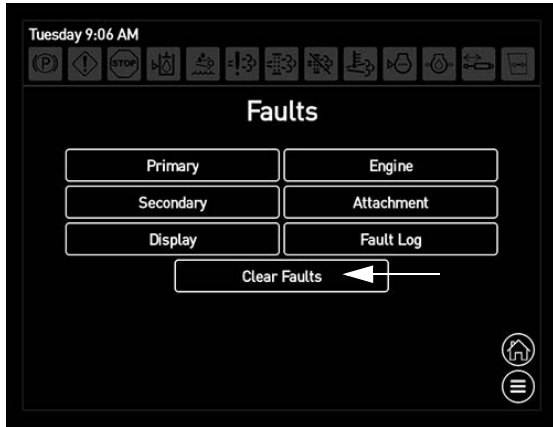 Tuesday 9:06 AM
P
STOP
Faults
Primary
Engine
Secondary
Attachment
Display
Fault Log
Clear Faults